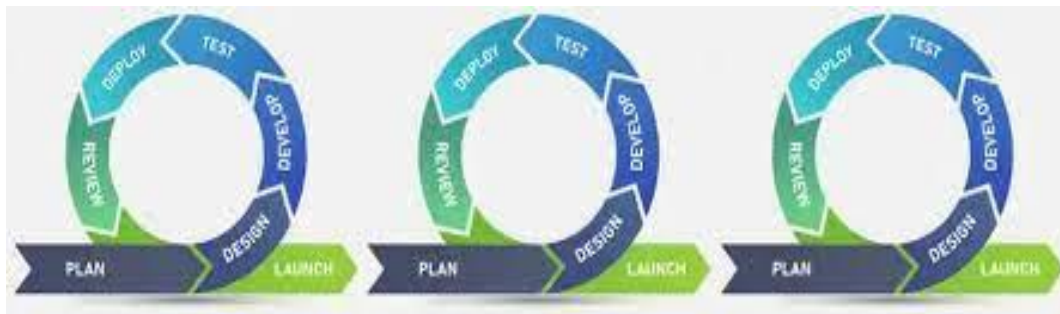 PLAN
DESIGN
DEVELOP
TEST
DEPLOY
REVIEW
LAUNCH
PLAN
DESIGN
DEVELOP
TEST
DEPLOY
REVIEW
LAUNCH
PLAN
DESIGN
DEVELOP
TEST
DEPLOY
REVIEW
LAUNCH